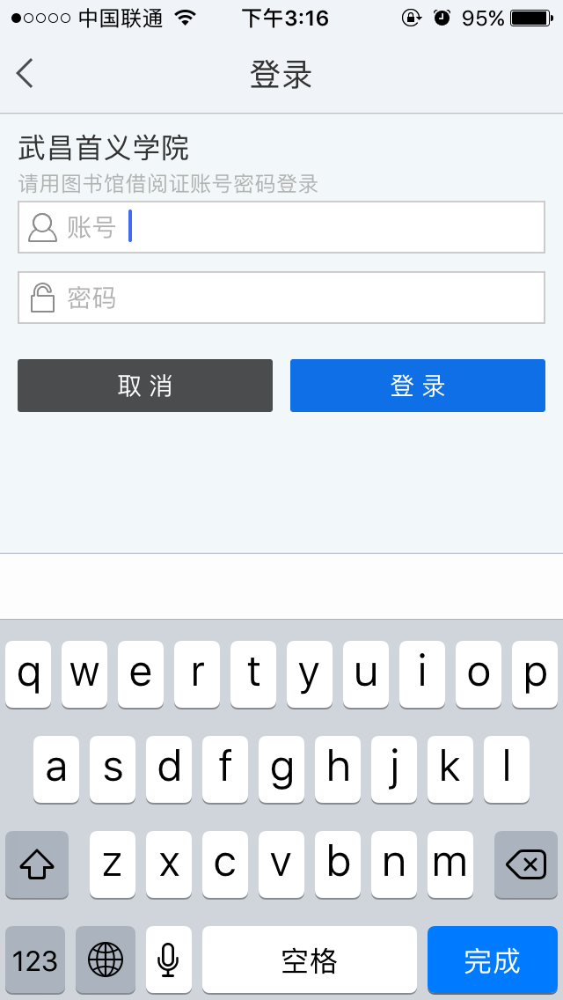 中国联通 下午3:16 95%
登录
武昌首义学院
请用图书馆借阅证账号密码登录
账号
密码
取 消 登 录
q w e r t y u i o p
a s d f g h j k l
z x c v b n m
123 空格 完成